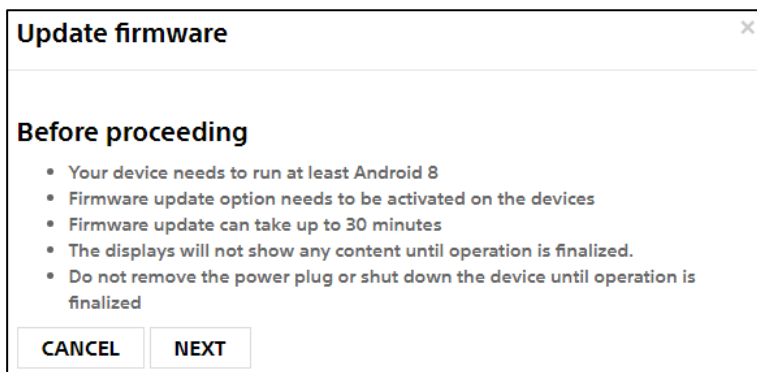 Update firmware
×
Before proceeding
• Your device needs to run at least Android 8
• Firmware update option needs to be activated on the devices
• Firmware update can take up to 30 minutes
• The displays will not show any content until operation is finalized.
• Do not remove the power plug or shut down the device until operation is
finalized
CANCEL NEXT